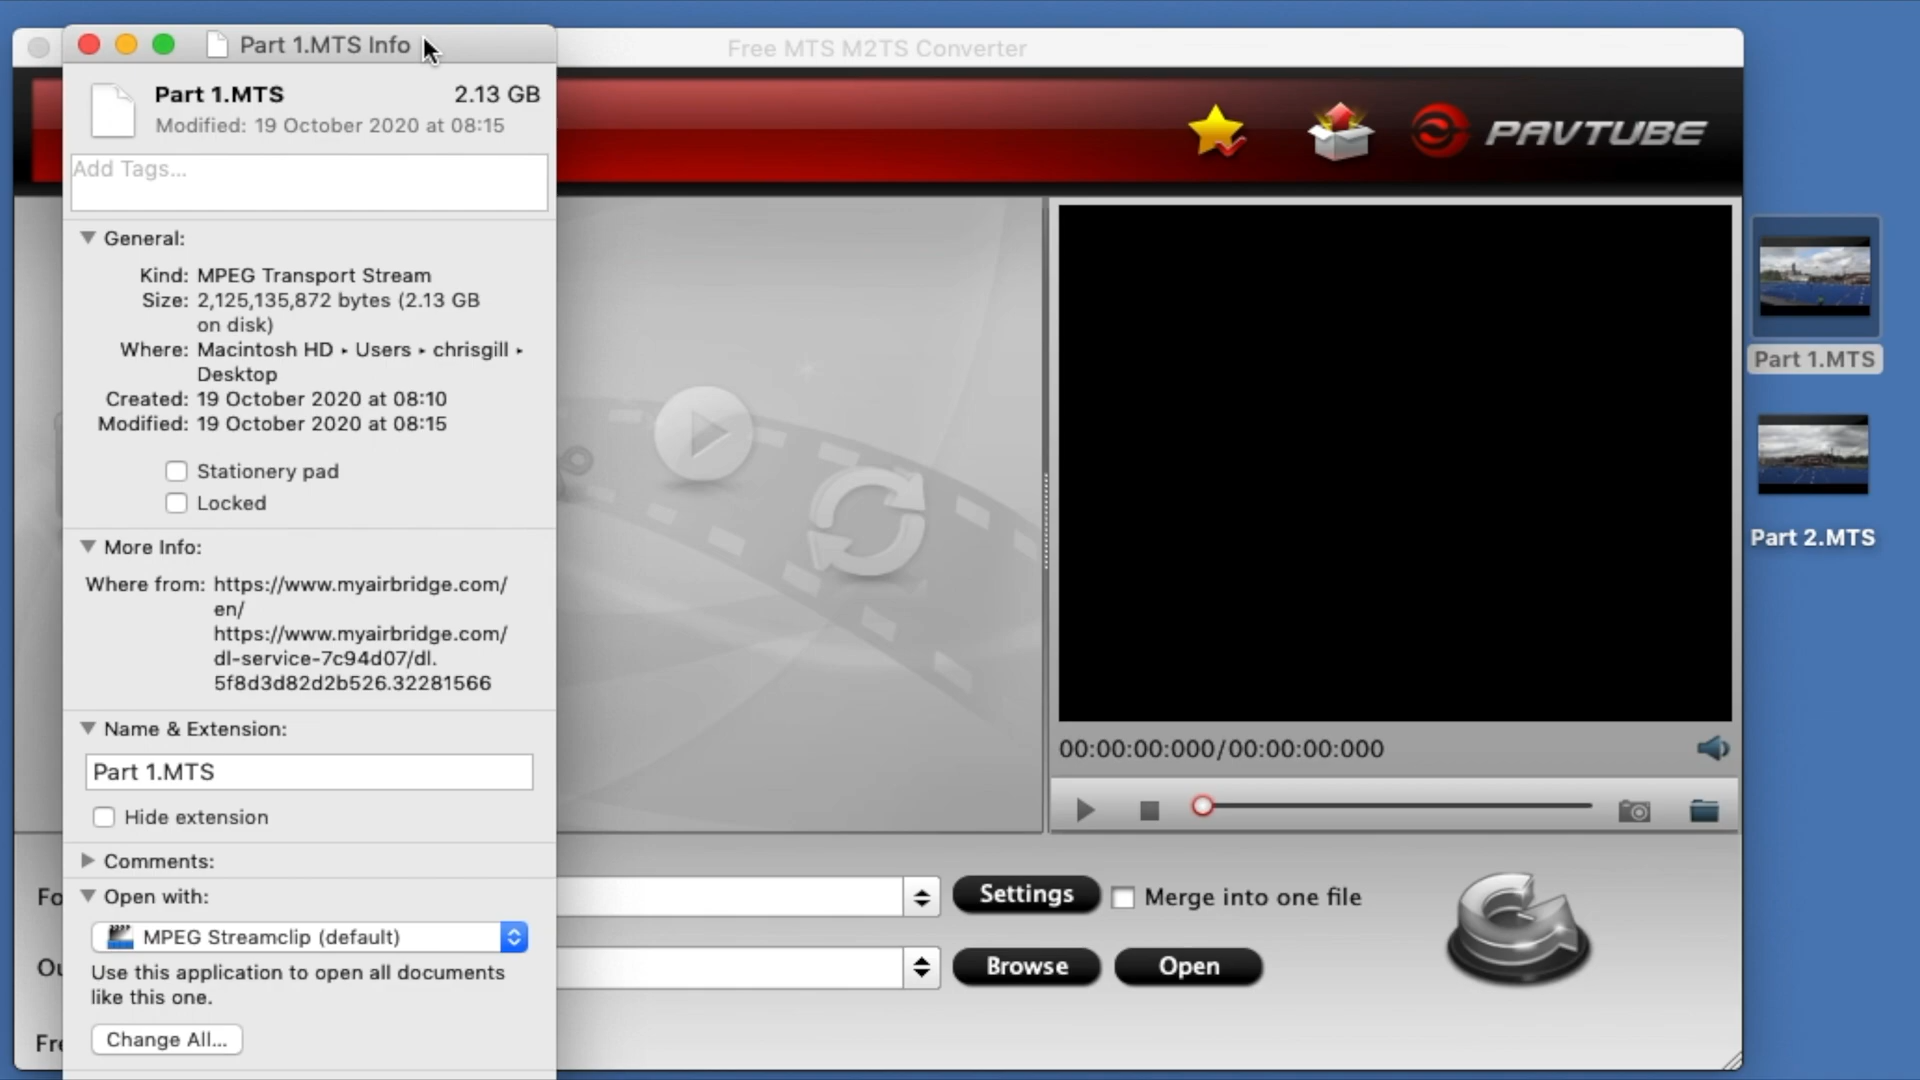 Part 1.MTS Info
Free MTS M2TS Converter
Part 1.MTS
2.13 GB
Modified: 19 October 2020 at 08:15
Add Tags...
PAVTUBE
General:
Kind: MPEG Transport Stream
Size: 2,125,135,872 bytes (2.13 GB
on disk)
Where: Macintosh HD ▸ Users ▸ chrisgill ▸
Desktop
Created: 19 October 2020 at 08:10
Modified: 19 October 2020 at 08:15
Stationery pad
Locked
More Info:
Where from: https://www.myairbridge.com/
en/
https://www.myairbridge.com/
dl-service-7c94d07/dl.
5f8d3d82d2b526.32281566
Name & Extension:
Part 1.MTS
Hide extension
Comments:
Open with:
MPEG Streamclip (default)
Use this application to open all documents
like this one.
Change All...
00:00:00:000/00:00:00:000
Settings
Merge into one file
Browse
Open
Part 1.MTS
Part 2.MTS